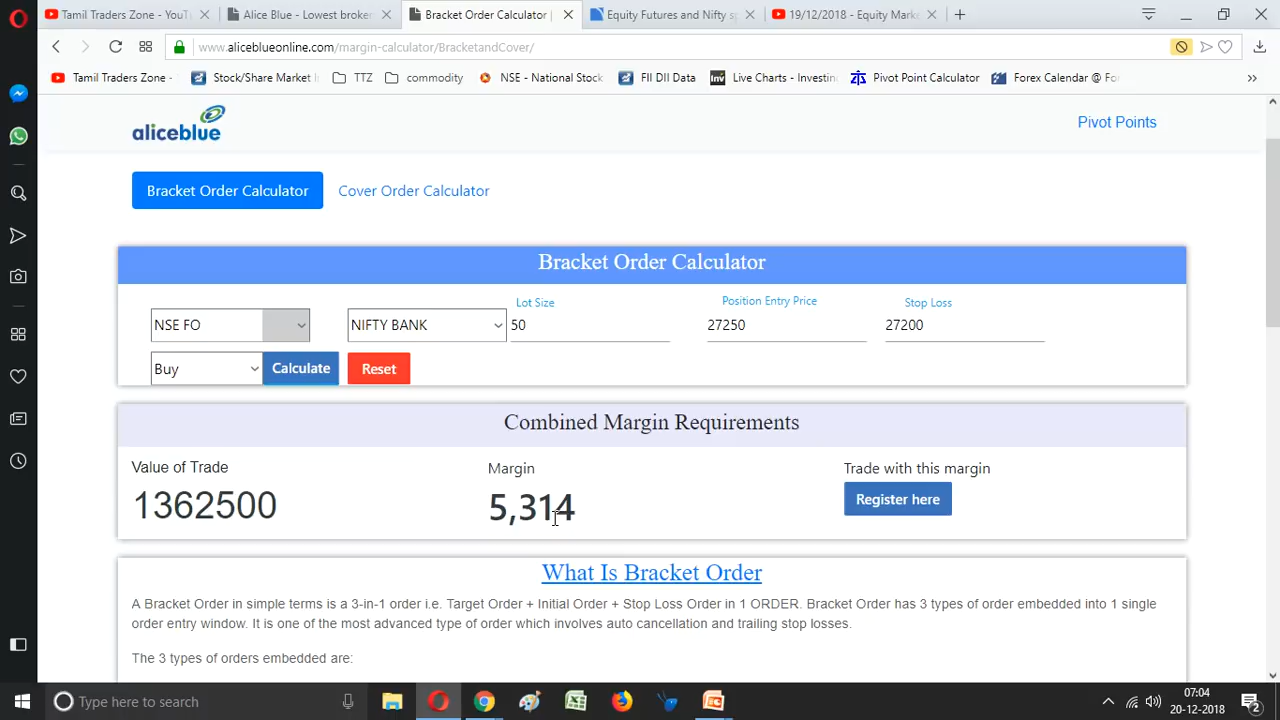 Tamil Traders Zone - YouT
Alice Blue - Lowest broker
Bracket Order Calculator
Equity Futures and Nifty sp
19/12/2018 - Equity Mark
www.aliceblueonline.com/margin-calculator/BracketandCover/
Tamil Traders Zone -
Stock/Share Market I
TTZ
commodity
NSE - National Stock
FII DII Data
Inv
Live Charts - Investin
Pivot Point Calculator
Forex Calendar @ Fo
aliceblue
Pivot Points
Bracket Order Calculator
Cover Order Calculator
Bracket Order Calculator
Lot Size
Position Entry Price
Stop Loss
NSE FO
NIFTY BANK
50
27250
27200
Buy
Calculate
Reset
Combined Margin Requirements
Value of Trade
Margin
Trade with this margin
1362500
5,314
Register here
What Is Bracket Order
A Bracket Order in simple terms is a 3-in-1 order i.e. Target Order + Initial Order + Stop Loss Order in 1 ORDER. Bracket Order has 3 types of order embedded into 1 single
order entry window. It is one of the most advanced type of order which involves auto cancellation and trailing stop losses.
The 3 types of orders embedded are:
Type here to search
07:04
20-12-2018
2